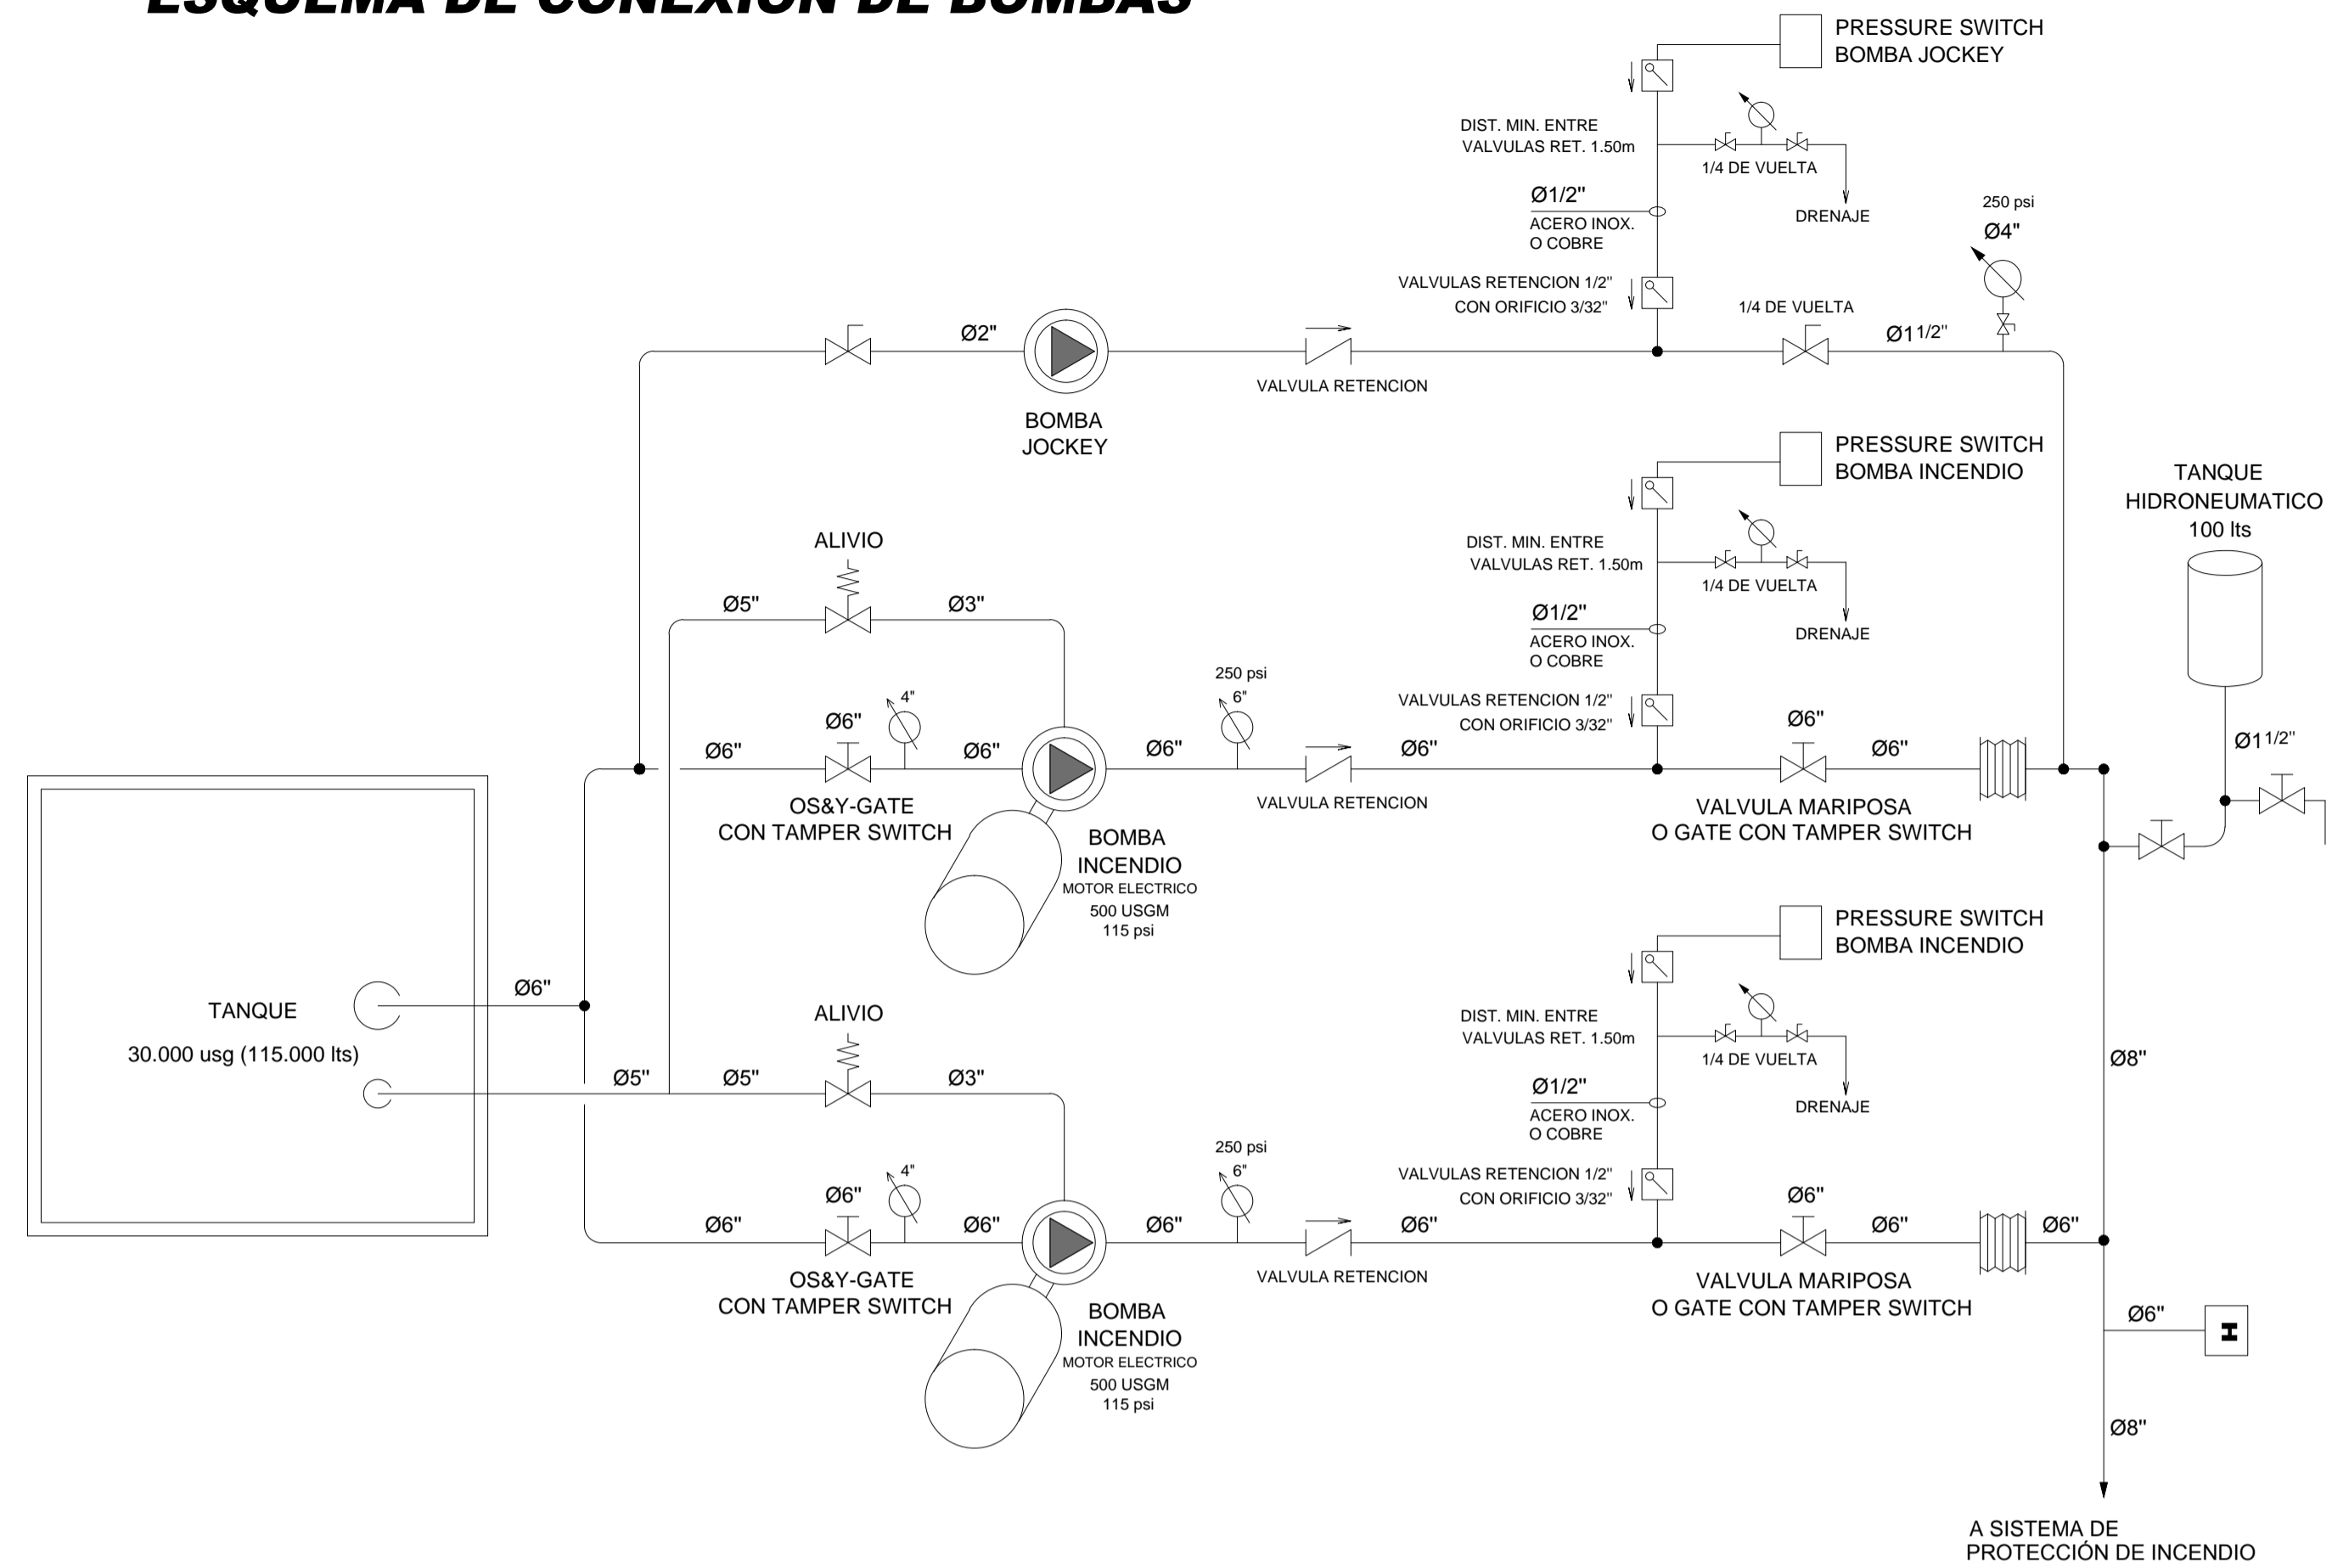 ESQUEMA DE CONEXION DE BOMBAS
PRESSURE SWITCH
BOMBA JOCKEY
DIST. MIN. ENTRE
VALVULAS RET. 1.50m
1/4 DE VUELTA
Ø1/2"
ACERO INOX.
O COBRE
DRENAJE
250 psi
Ø4"
VALVULAS RETENCION 1/2"
CON ORIFICIO 3/32"
1/4 DE VUELTA
Ø2"
Ø1 1/2"
VALVULA RETENCION
BOMBA
JOCKEY
PRESSURE SWITCH
BOMBA INCENDIO
TANQUE
HIDRONEUMATICO
100 lts
ALIVIO
DIST. MIN. ENTRE
VALVULAS RET. 1.50m
1/4 DE VUELTA
Ø5"
Ø3"
Ø1/2"
ACERO INOX.
O COBRE
DRENAJE
250 psi
4"
6"
VALVULAS RETENCION 1/2"
CON ORIFICIO 3/32"
Ø6"
Ø6"
Ø6"
Ø6"
Ø6"
Ø6"
Ø6"
Ø6"
Ø1 1/2"
OS&Y-GATE
CON TAMPER SWITCH
VALVULA RETENCION
VALVULA MARIPOSA
O GATE CON TAMPER SWITCH
BOMBA
INCENDIO
MOTOR ELECTRICO
500 USGM
115 psi
PRESSURE SWITCH
BOMBA INCENDIO
TANQUE
30.000 usg (115.000 lts)
Ø6"
ALIVIO
DIST. MIN. ENTRE
VALVULAS RET. 1.50m
1/4 DE VUELTA
Ø8"
Ø5"
Ø5"
Ø3"
Ø1/2"
ACERO INOX.
O COBRE
DRENAJE
250 psi
4"
6"
VALVULAS RETENCION 1/2"
CON ORIFICIO 3/32"
Ø6"
Ø6"
Ø6"
Ø6"
Ø6"
Ø6"
Ø6"
Ø6"
OS&Y-GATE
CON TAMPER SWITCH
VALVULA RETENCION
VALVULA MARIPOSA
O GATE CON TAMPER SWITCH
BOMBA
INCENDIO
MOTOR ELECTRICO
500 USGM
115 psi
Ø6"
H
Ø8"
A SISTEMA DE
PROTECCIÓN DE INCENDIO